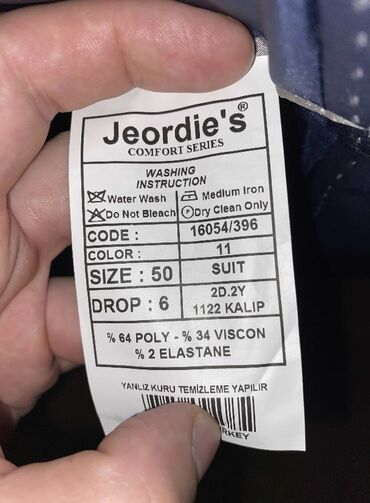 Jeordie's®
COMFORT SERIES
WASHING
INSTRUCTION
Water Wash Medium Iron
Do Not Bleach Dry Clean Only
CODE : 16054/396
COLOR : 11
SIZE : 50 SUIT
DROP : 6 2D.2Y
1122 KALIP
% 64 POLY - % 34 VISCON
% 2 ELASTANE
YANLIZ KURU TEMİZLEME YAPILIR